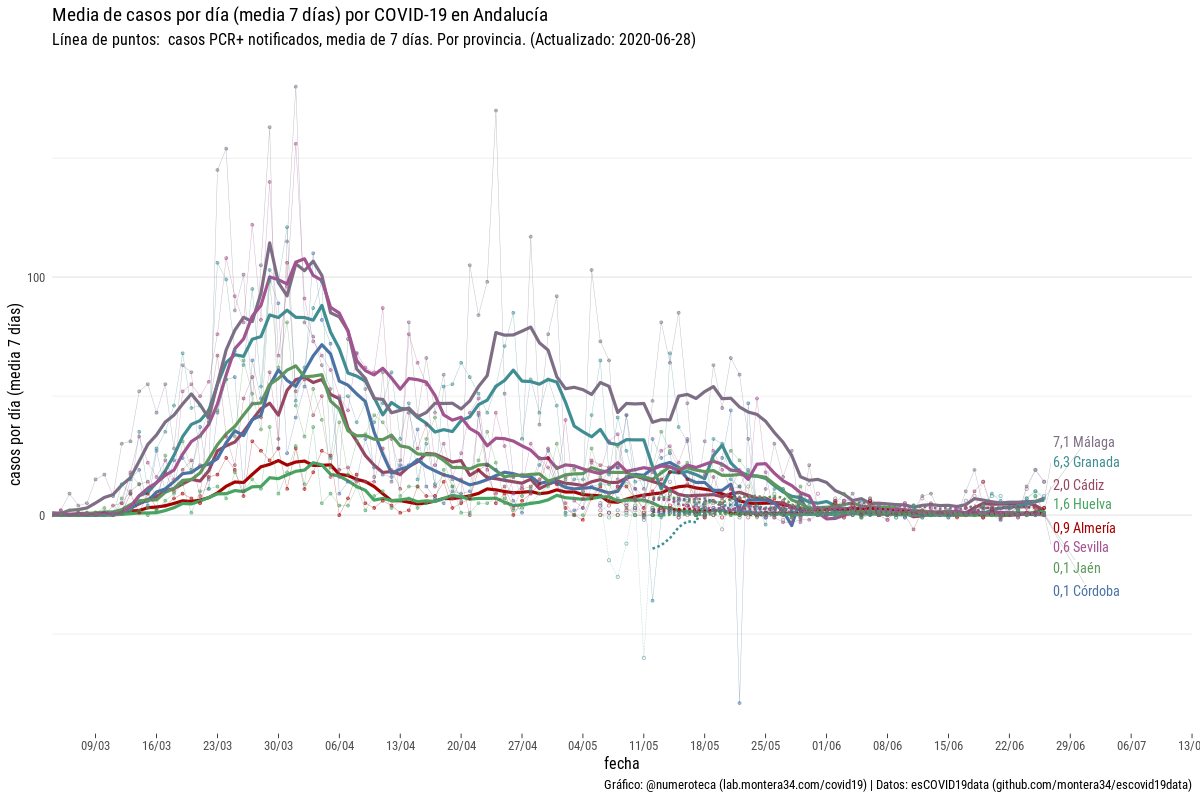 Media de casos por día (media 7 días) por COVID-19 en Andalucía
Línea de puntos:  casos PCR+ notificados, media de 7 días. Por provincia. (Actualizado: 2020-06-28)
casos por día (media 7 días)
100
0
7,1 Málaga
6,3 Granada
2,0 Cádiz
1,6 Huelva
0,9 Almería
0,6 Sevilla
0,1 Jaén
0,1 Córdoba
09/03 16/03 23/03 30/03 06/04 13/04 20/04 27/04 04/05 11/05 18/05 25/05 01/06 08/06 15/06 22/06 29/06 06/07 13/0
fecha
Gráfico: @numeroteca (lab.montera34.com/covid19) | Datos: esCOVID19data (github.com/montera34/escovid19data)